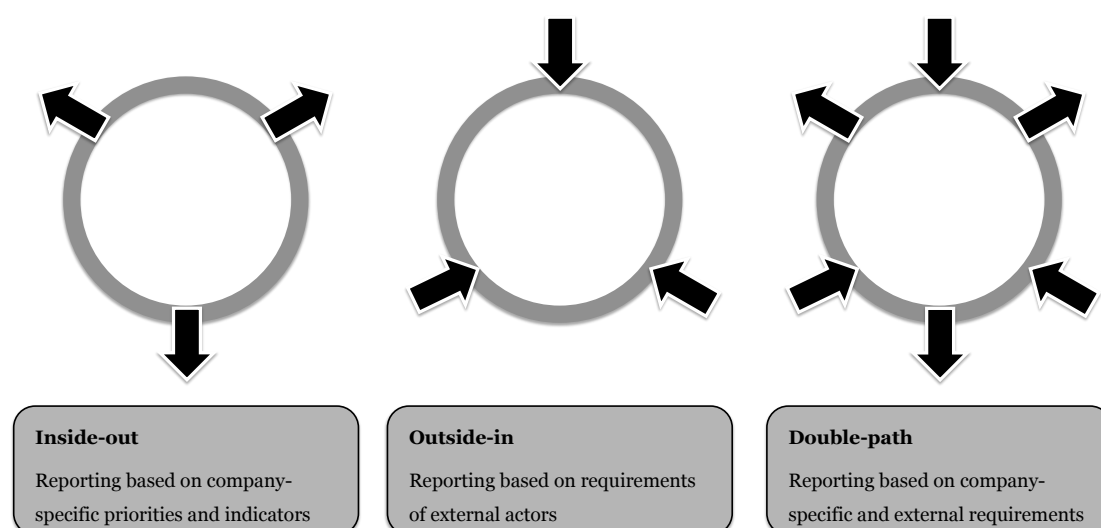 Inside-out
Reporting based on company-
specific priorities and indicators
Outside-in
Reporting based on requirements
of external actors
Double-path
Reporting based on company-
specific and external requirements